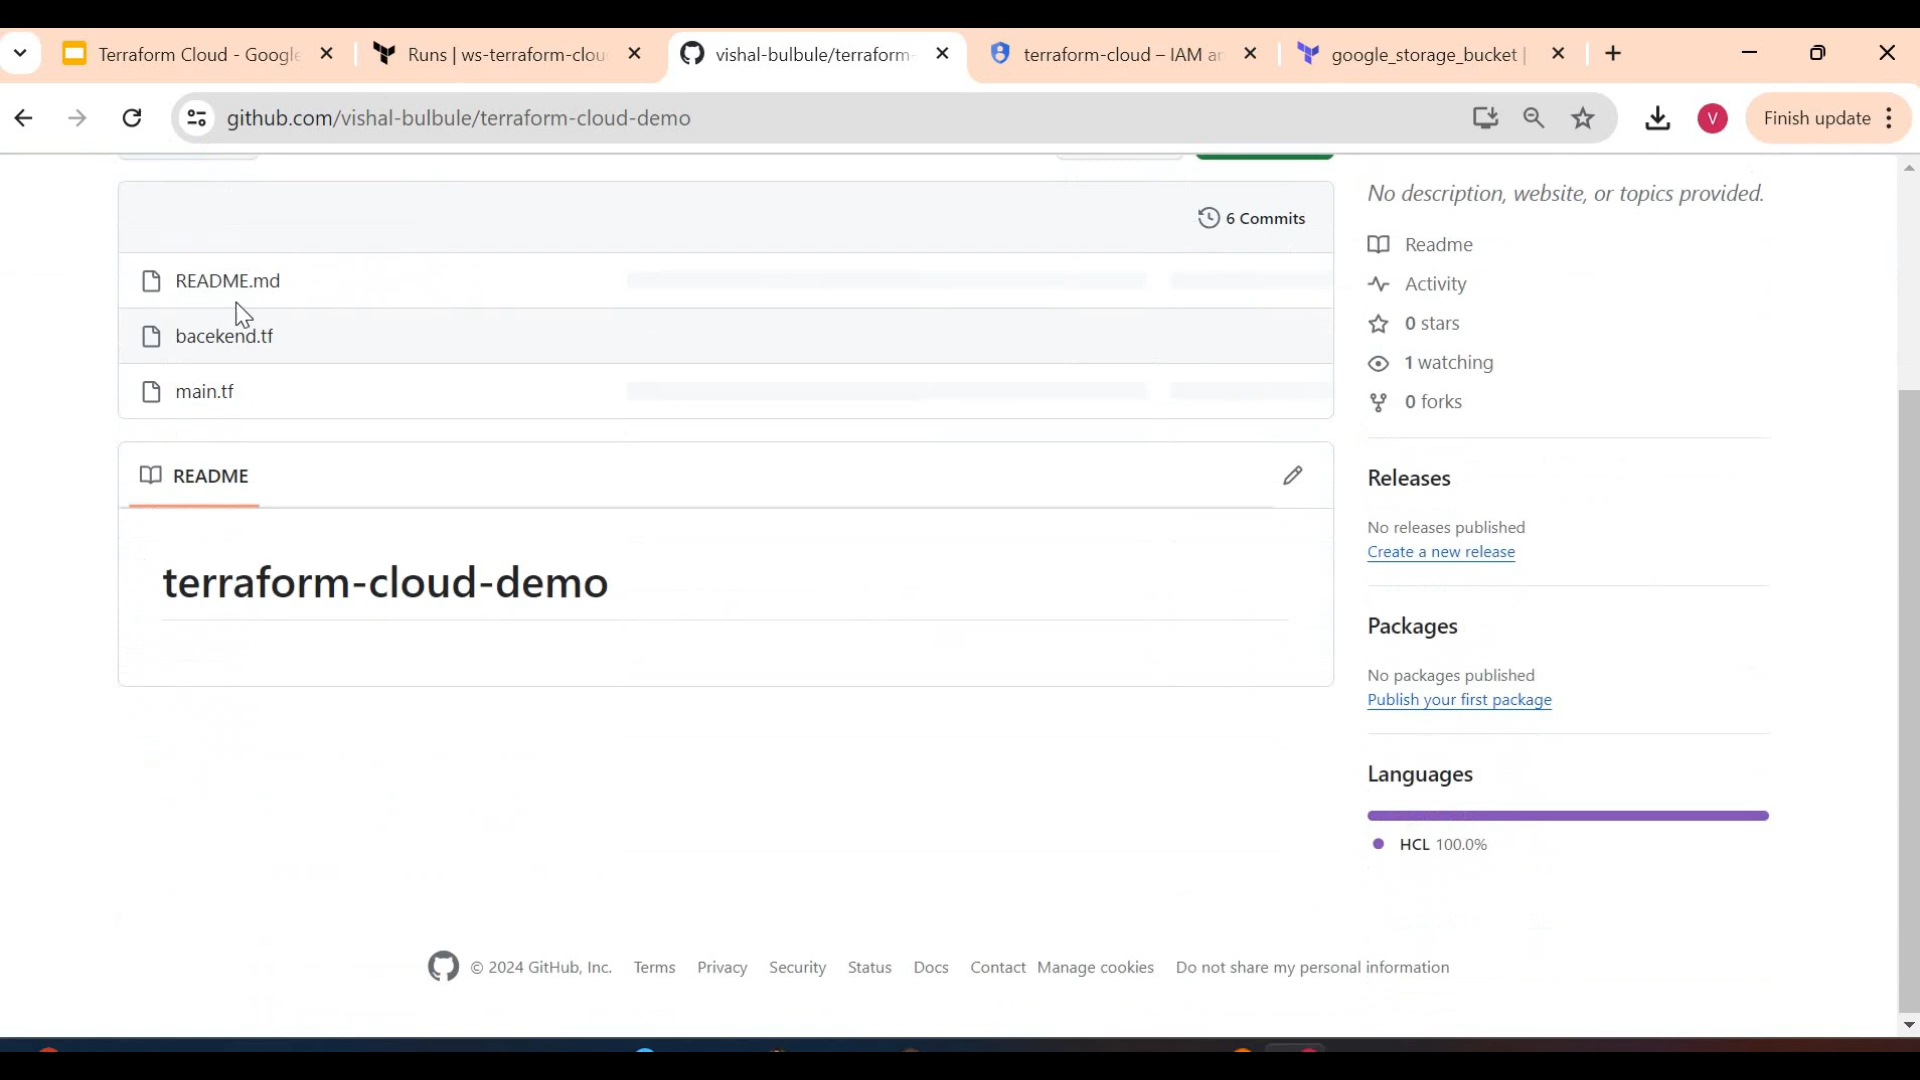 Terraform Cloud - Google
Runs | ws-terraform-clou
vishal-bulbule/terraform-
terraform-cloud – IAM an
google_storage_bucket |
github.com/vishal-bulbule/terraform-cloud-demo
V
Finish update
No description, website, or topics provided.
6 Commits
Readme
README.md
Activity
0 stars
bacekend.tf
1 watching
main.tf
0 forks
README
Releases
No releases published
Create a new release
terraform-cloud-demo
Packages
No packages published
Publish your first package
Languages
HCL 100.0%
© 2024 GitHub, Inc.
Terms
Privacy
Security
Status
Docs
Contact
Manage cookies
Do not share my personal information